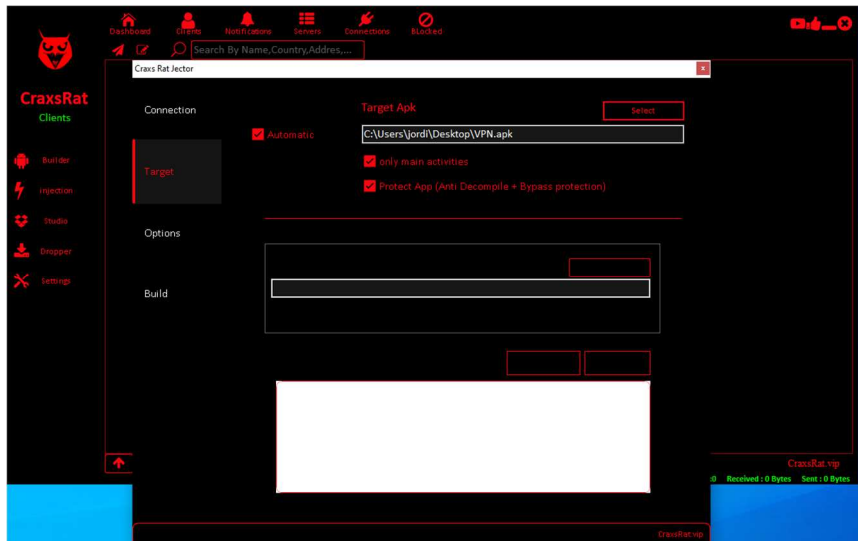 Dashboard
Clients
Notifications
Servers
Connections
BLocked
Search By Name,Country,Addres,...
Craxs Rat Jector
x
CraxsRat
Clients
Builder
injection
Studio
Dropper
Settings
Connection
Target
Options
Build
Target Apk
Select
Automatic
C:\Users\jordi\Desktop\VPN.apk
only main activities
Protect App (Anti Decompile + Bypass protection)
CraxsRat.vip
:0 Received : 0 Bytes Sent : 0 Bytes
CraxsRat.vip